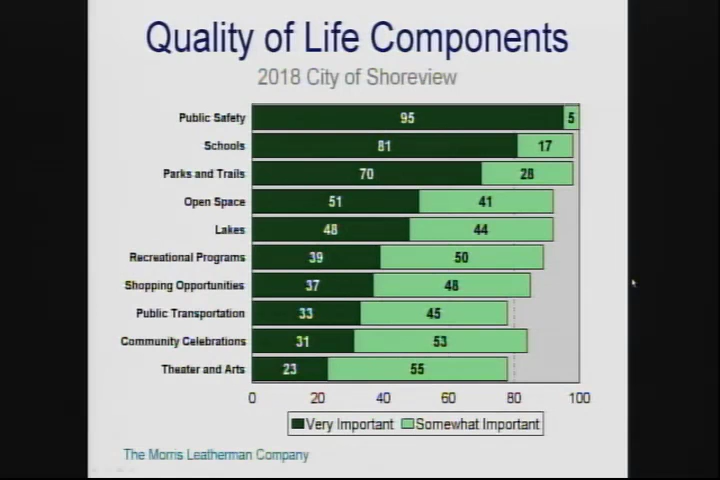 Quality of Life Components
2018 City of Shoreview
Public Safety 95 5
Schools 81 17
Parks and Trails 70 28
Open Space 51 41
Lakes 48 44
Recreational Programs 39 50
Shopping Opportunities 37 48
Public Transportation 33 45
Community Celebrations 31 53
Theater and Arts 23 55
0 20 40 60 80 100
Very Important Somewhat Important
The Morris Leatherman Company